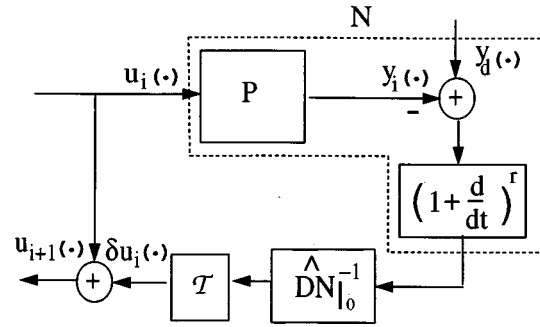 N
u_i(·)
P
y_i(·)
y_d(·)
+
−
(1+d/dt)^r
u_{i+1}(·)
δu_i(·)
+
𝒯
D̂N|_0^{-1}